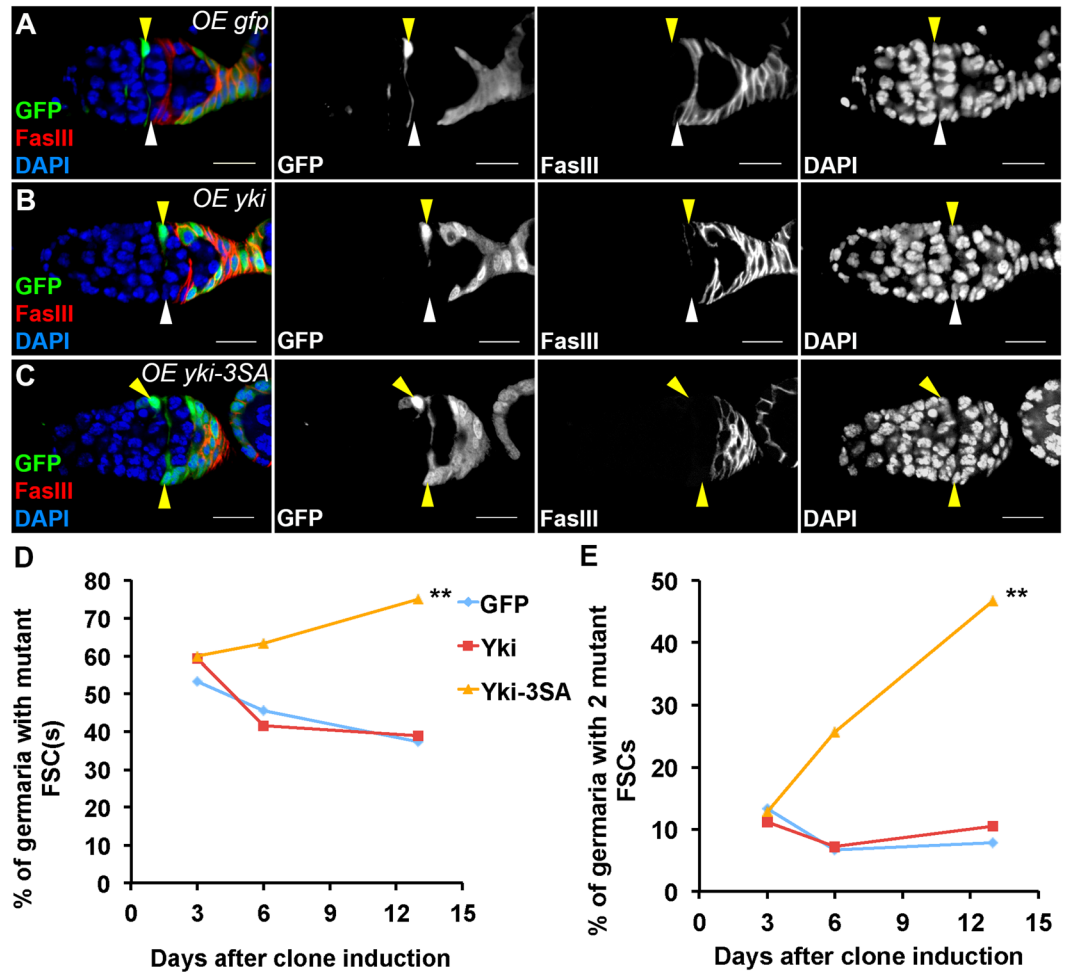 A
OE gfp
GFP
FasIII
DAPI
GFP
FasIII
DAPI
B
OE yki
GFP
FasIII
DAPI
GFP
FasIII
DAPI
C
OE yki-3SA
GFP
FasIII
DAPI
GFP
FasIII
DAPI
D
% of germaria with mutant
FSC(s)
80
70
60
50
40
30
20
10
0
0
3
6
9
12
15
Days after clone induction
**
GFP
Yki
Yki-3SA
E
% of germaria with 2 mutant
FSCs
50
40
30
20
10
0
0
3
6
9
12
15
Days after clone induction
**